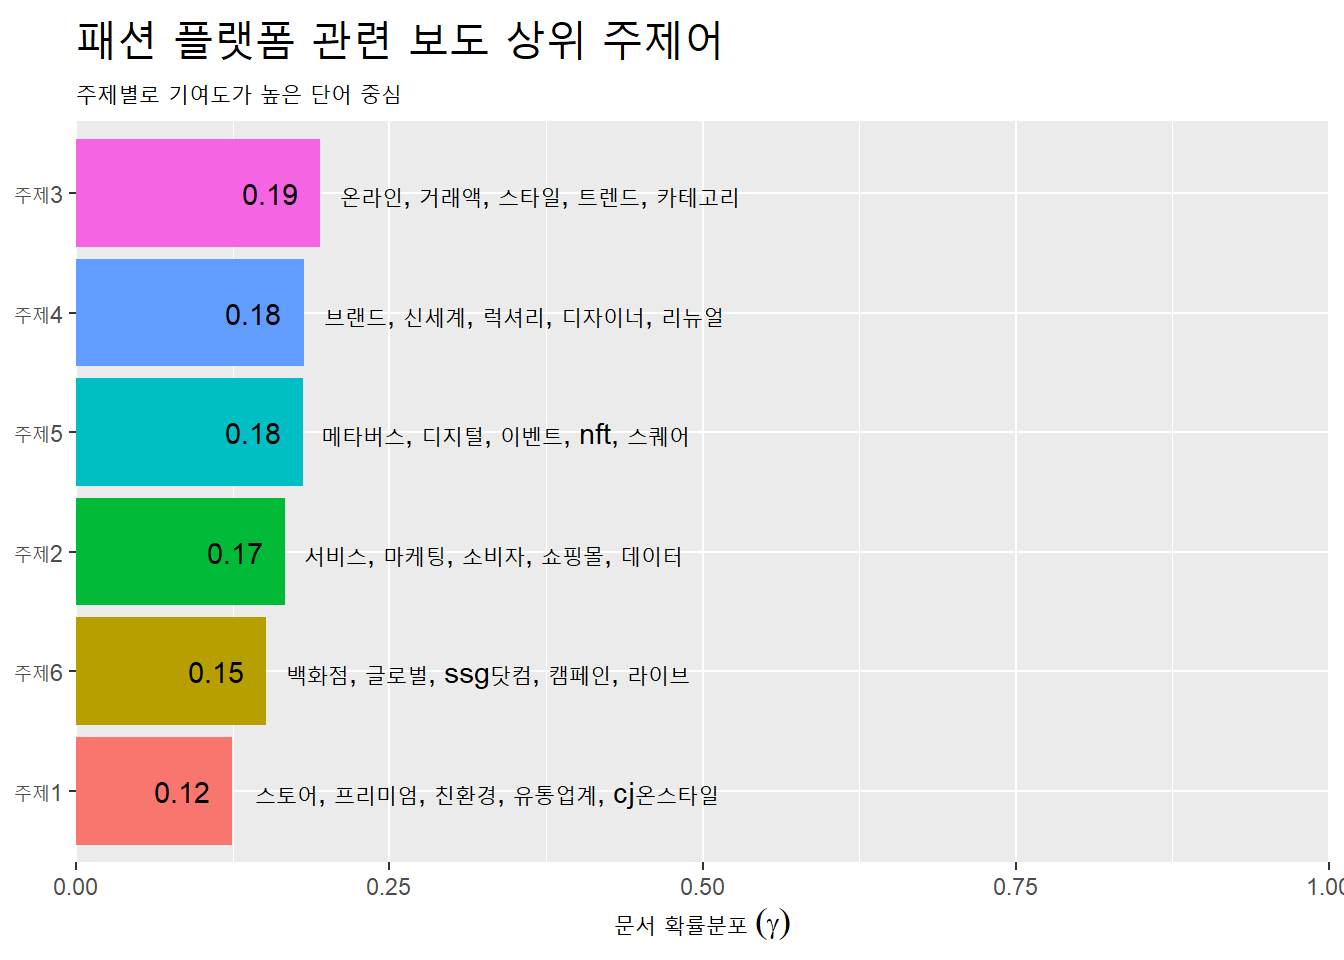 패션 플랫폼 관련 보도 상위 주제어
주제별로 기여도가 높은 단어 중심
주제3 0.19 온라인, 거래액, 스타일, 트렌드, 카테고리
주제4 0.18 브랜드, 신세계, 럭셔리, 디자이너, 리뉴얼
주제5 0.18 메타버스, 디지털, 이벤트, nft, 스퀘어
주제2 0.17 서비스, 마케팅, 소비자, 쇼핑몰, 데이터
주제6 0.15 백화점, 글로벌, ssg닷컴, 캠페인, 라이브
주제1 0.12 스토어, 프리미엄, 친환경, 유통업계, cj온스타일
0.00 0.25 0.50 0.75 1.00
문서 확률분포 (γ)